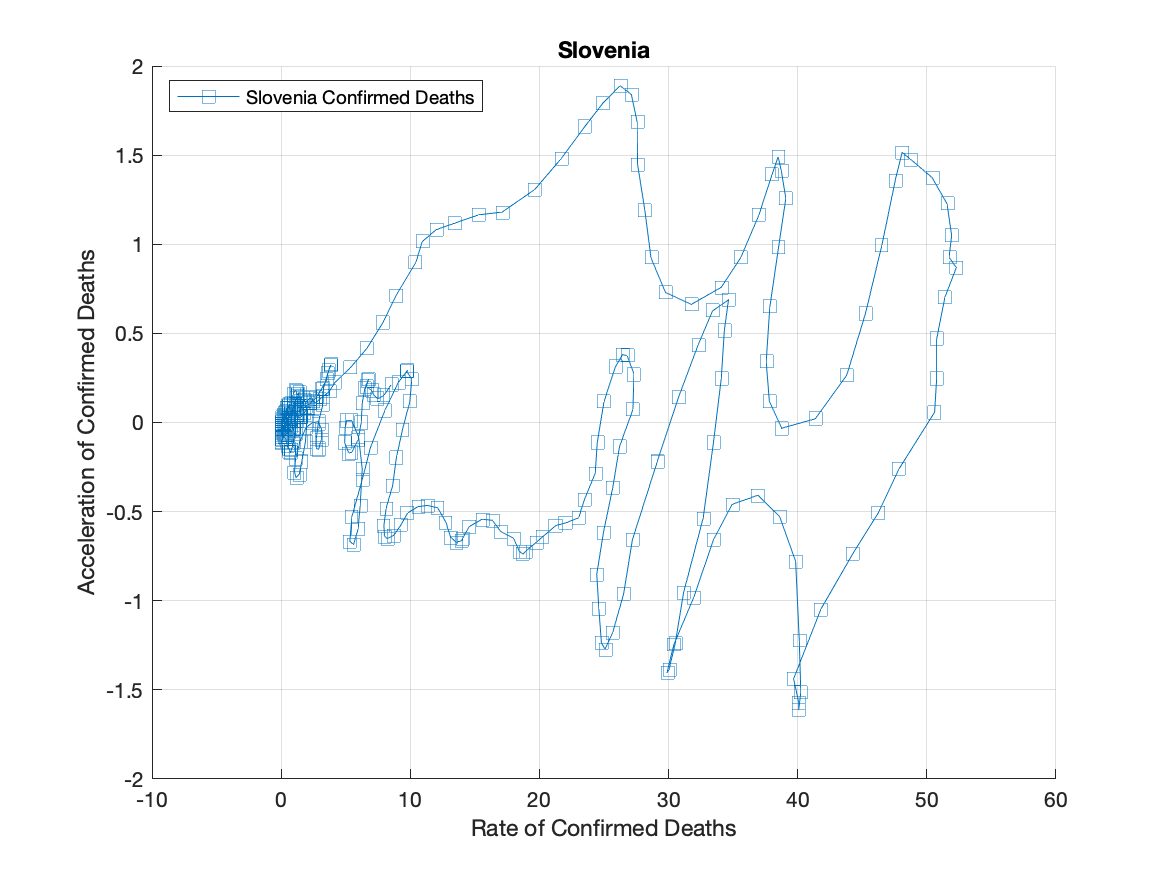 Slovenia
Slovenia Confirmed Deaths
2
1.5
1
0.5
0
-0.5
-1
-1.5
-2
Acceleration of Confirmed Deaths
-10 0 10 20 30 40 50 60
Rate of Confirmed Deaths